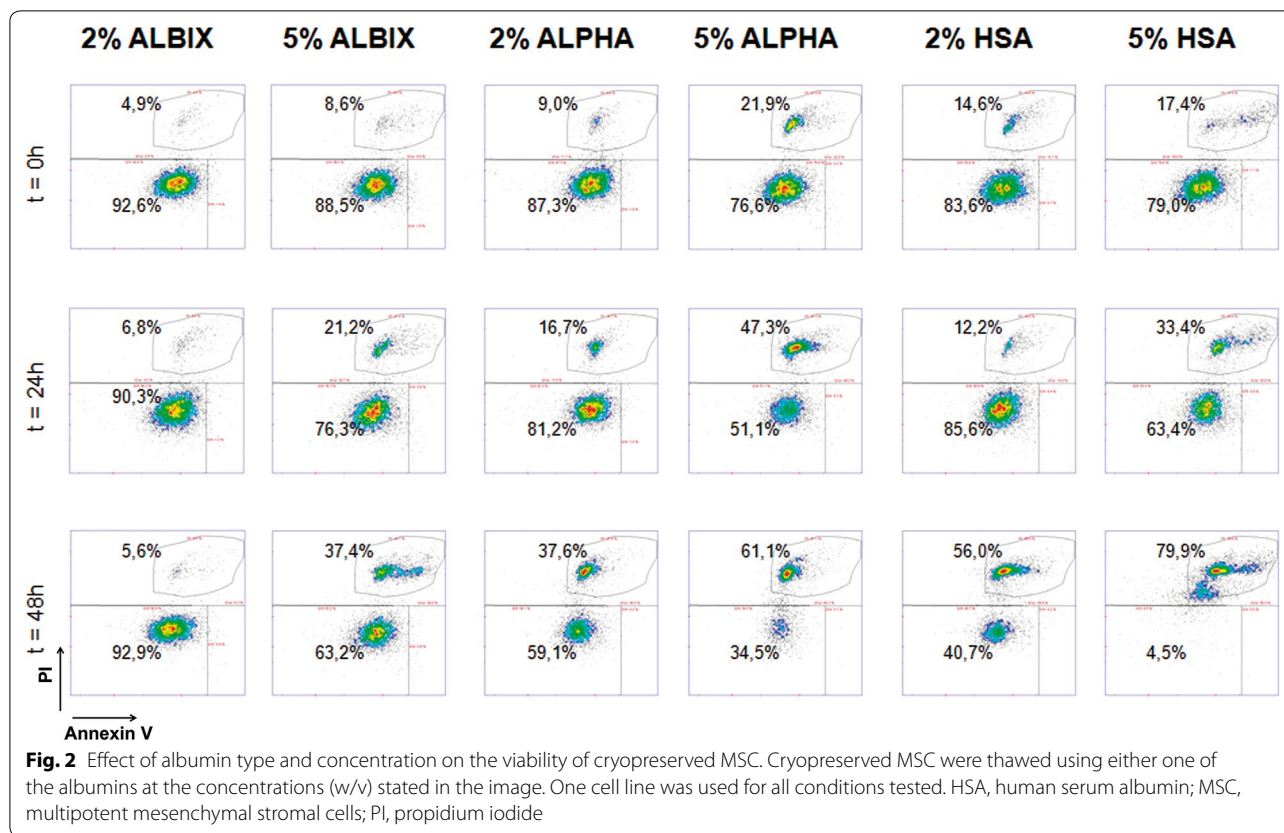 2% ALBIX 5% ALBIX 2% ALPHA 5% ALPHA 2% HSA 5% HSA
t = 0h
4,9% 8,6% 9,0% 21,9% 14,6% 17,4%
92,6% 88,5% 87,3% 76,6% 83,6% 79,0%
t = 24h
6,8% 21,2% 16,7% 47,3% 12,2% 33,4%
90,3% 76,3% 81,2% 51,1% 85,6% 63,4%
t = 48h
5,6% 37,4% 37,6% 61,1% 56,0% 79,9%
92,9% 63,2% 59,1% 34,5% 40,7% 4,5%
PI
Annexin V
Fig. 2 Effect of albumin type and concentration on the viability of cryopreserved MSC. Cryopreserved MSC were thawed using either one of
the albumins at the concentrations (w/v) stated in the image. One cell line was used for all conditions tested. HSA, human serum albumin; MSC,
multipotent mesenchymal stromal cells; PI, propidium iodide